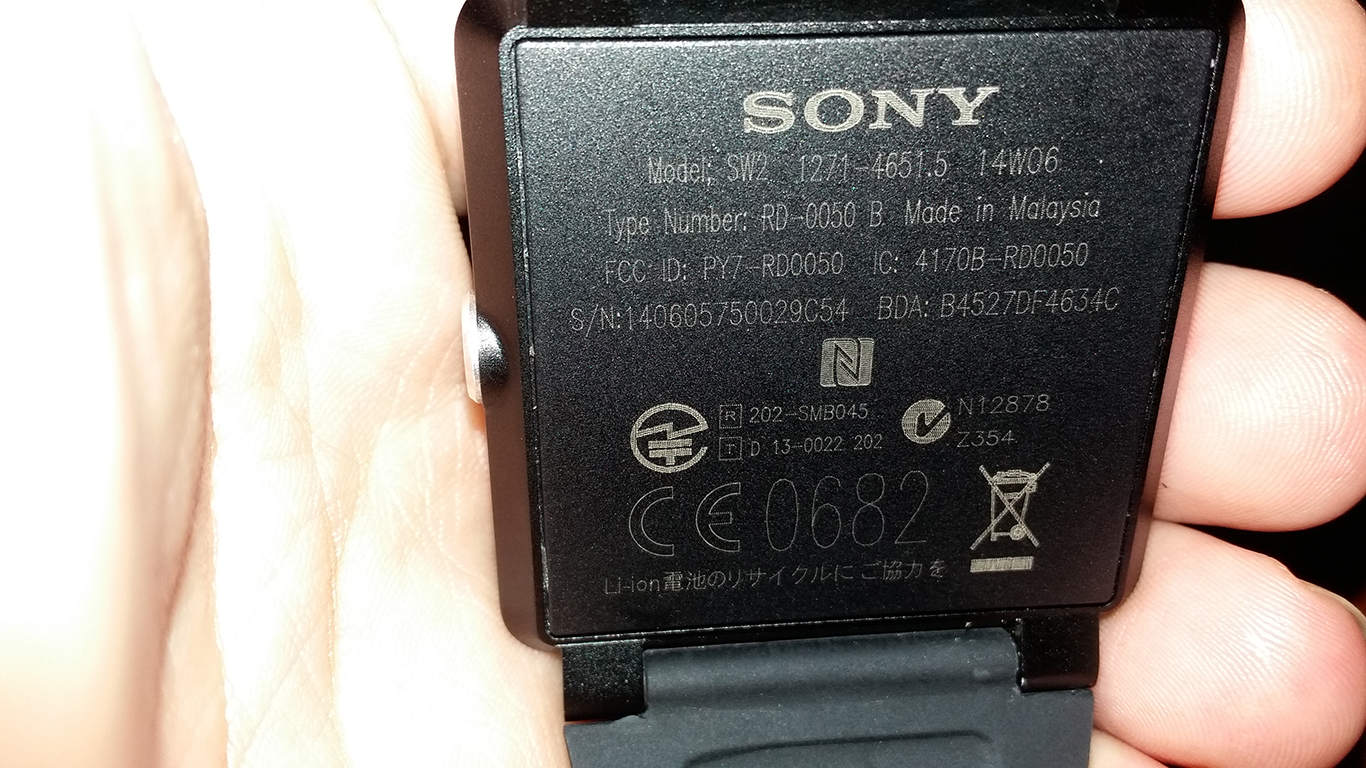 SONY
Model; SW2 1271-4651.5 14W06
Type Number: RD-0050 B Made in Malaysia
FCC ID: PY7-RD0050 IC: 4170B-RD0050
S/N:140605750029C54 BDA: B4527DF4634C
N
R 202-SMB045
T D 13-0022 202
N12878
Z354
CE0682
Li-ion電池のリサイクルにご協力を